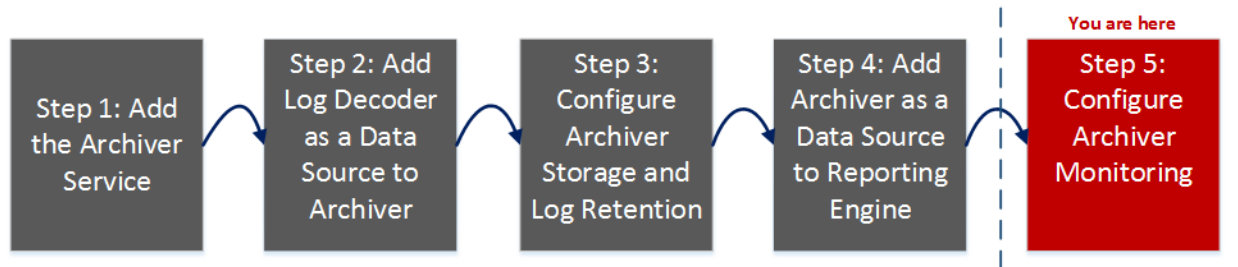 You are here
Step 1: Add
the Archiver
Service
Step 2: Add
Log Decoder
as a Data
Source to
Archiver
Step 3:
Configure
Archiver
Storage and
Log Retention
Step 4: Add
Archiver as a
Data Source
to Reporting
Engine
Step 5:
Configure
Archiver
Monitoring